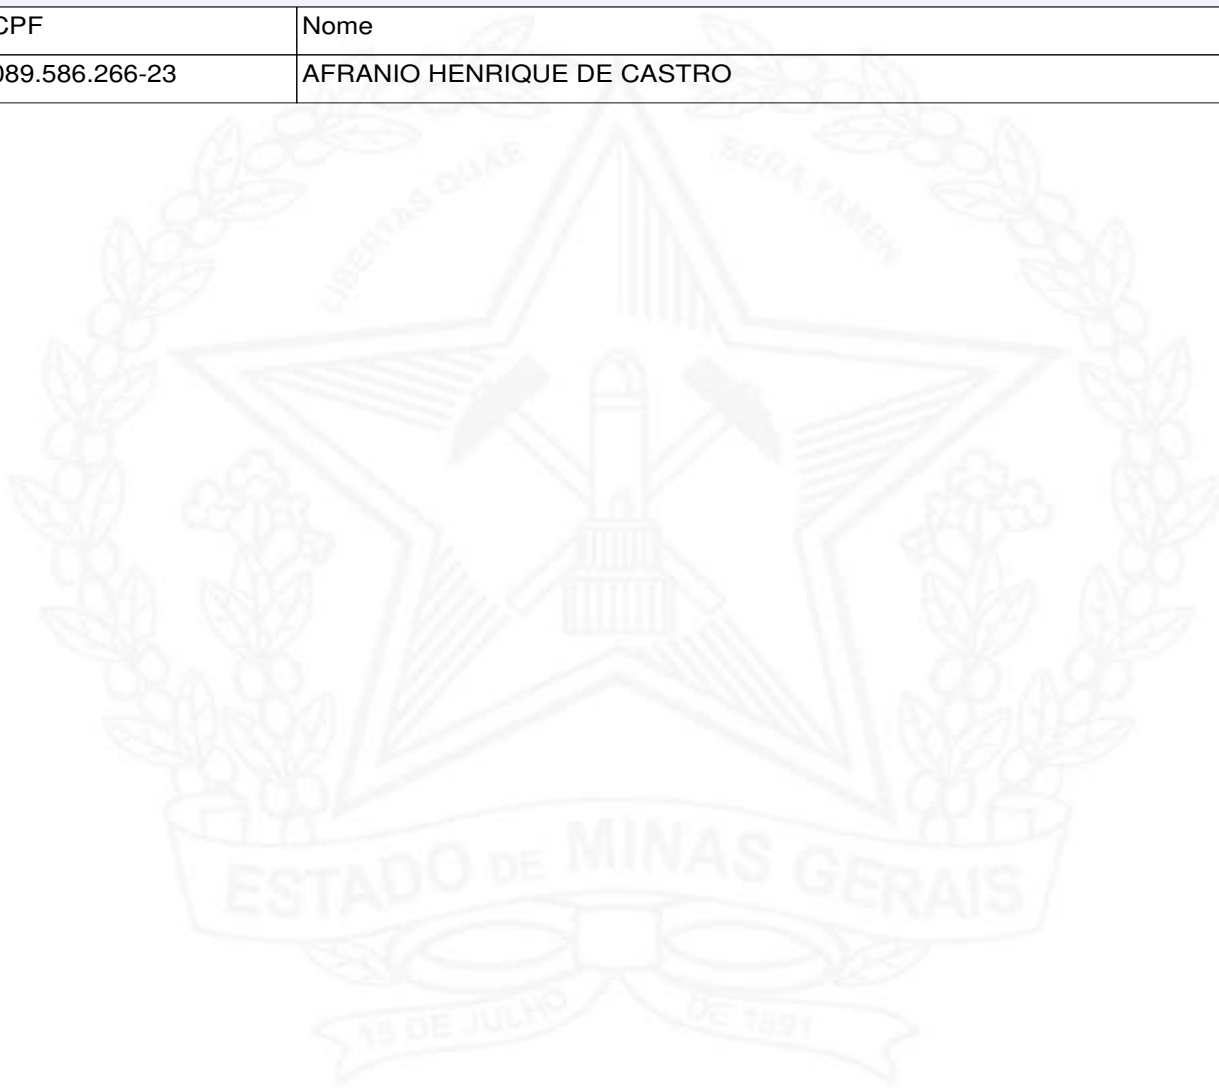 CPF Nome
089.586.266-23 AFRANIO HENRIQUE DE CASTRO
LIBERTAS QUAE SERA TAMEN
ESTADO DE MINAS GERAIS
15 DE JULHO DE 1891